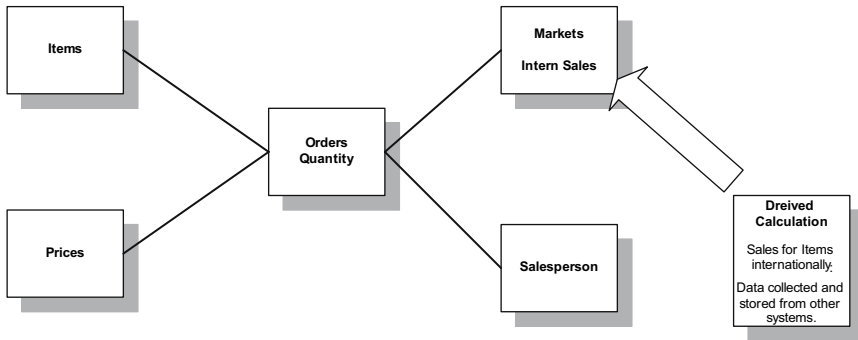 Items
Markets
Intern Sales
Orders
Quantity
Prices
Salesperson
Dreived
Calculation
Sales for Items
internationally;
Data collected and
stored from other
systems.